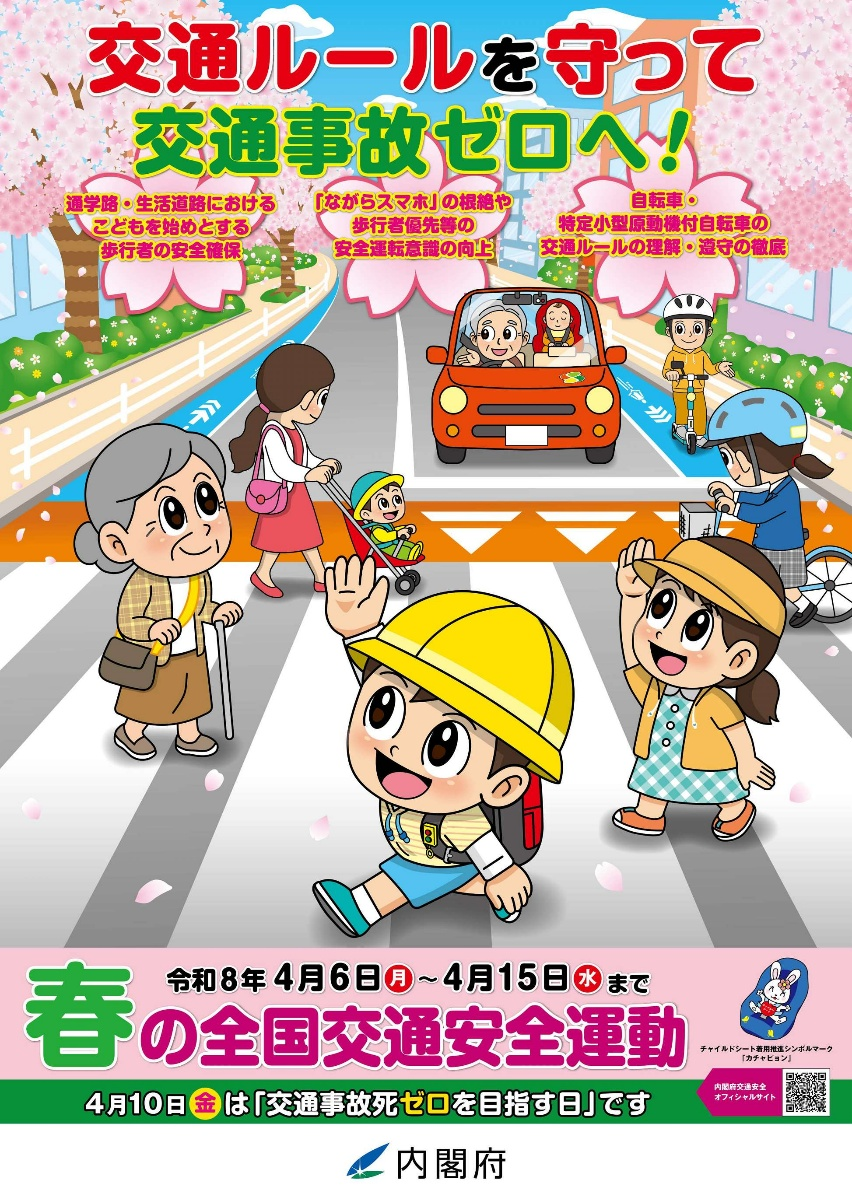 交通ルールを守って
交通事故ゼロへ！
通学路・生活道路における
こどもを始めとする
歩行者の安全確保
「ながらスマホ」の根絶や
歩行者優先等の
安全運転意識の向上
自転車・
特定小型原動機付自転車の
交通ルールの理解・遵守の徹底
令和8年 4月6日月～4月15日水まで
春の全国交通安全運動
チャイルドシート着用推進シンボルマーク
「カチャピョン」
4月10日金は「交通事故死ゼロを目指す日」です
内閣府交通安全
オフィシャルサイト
内閣府